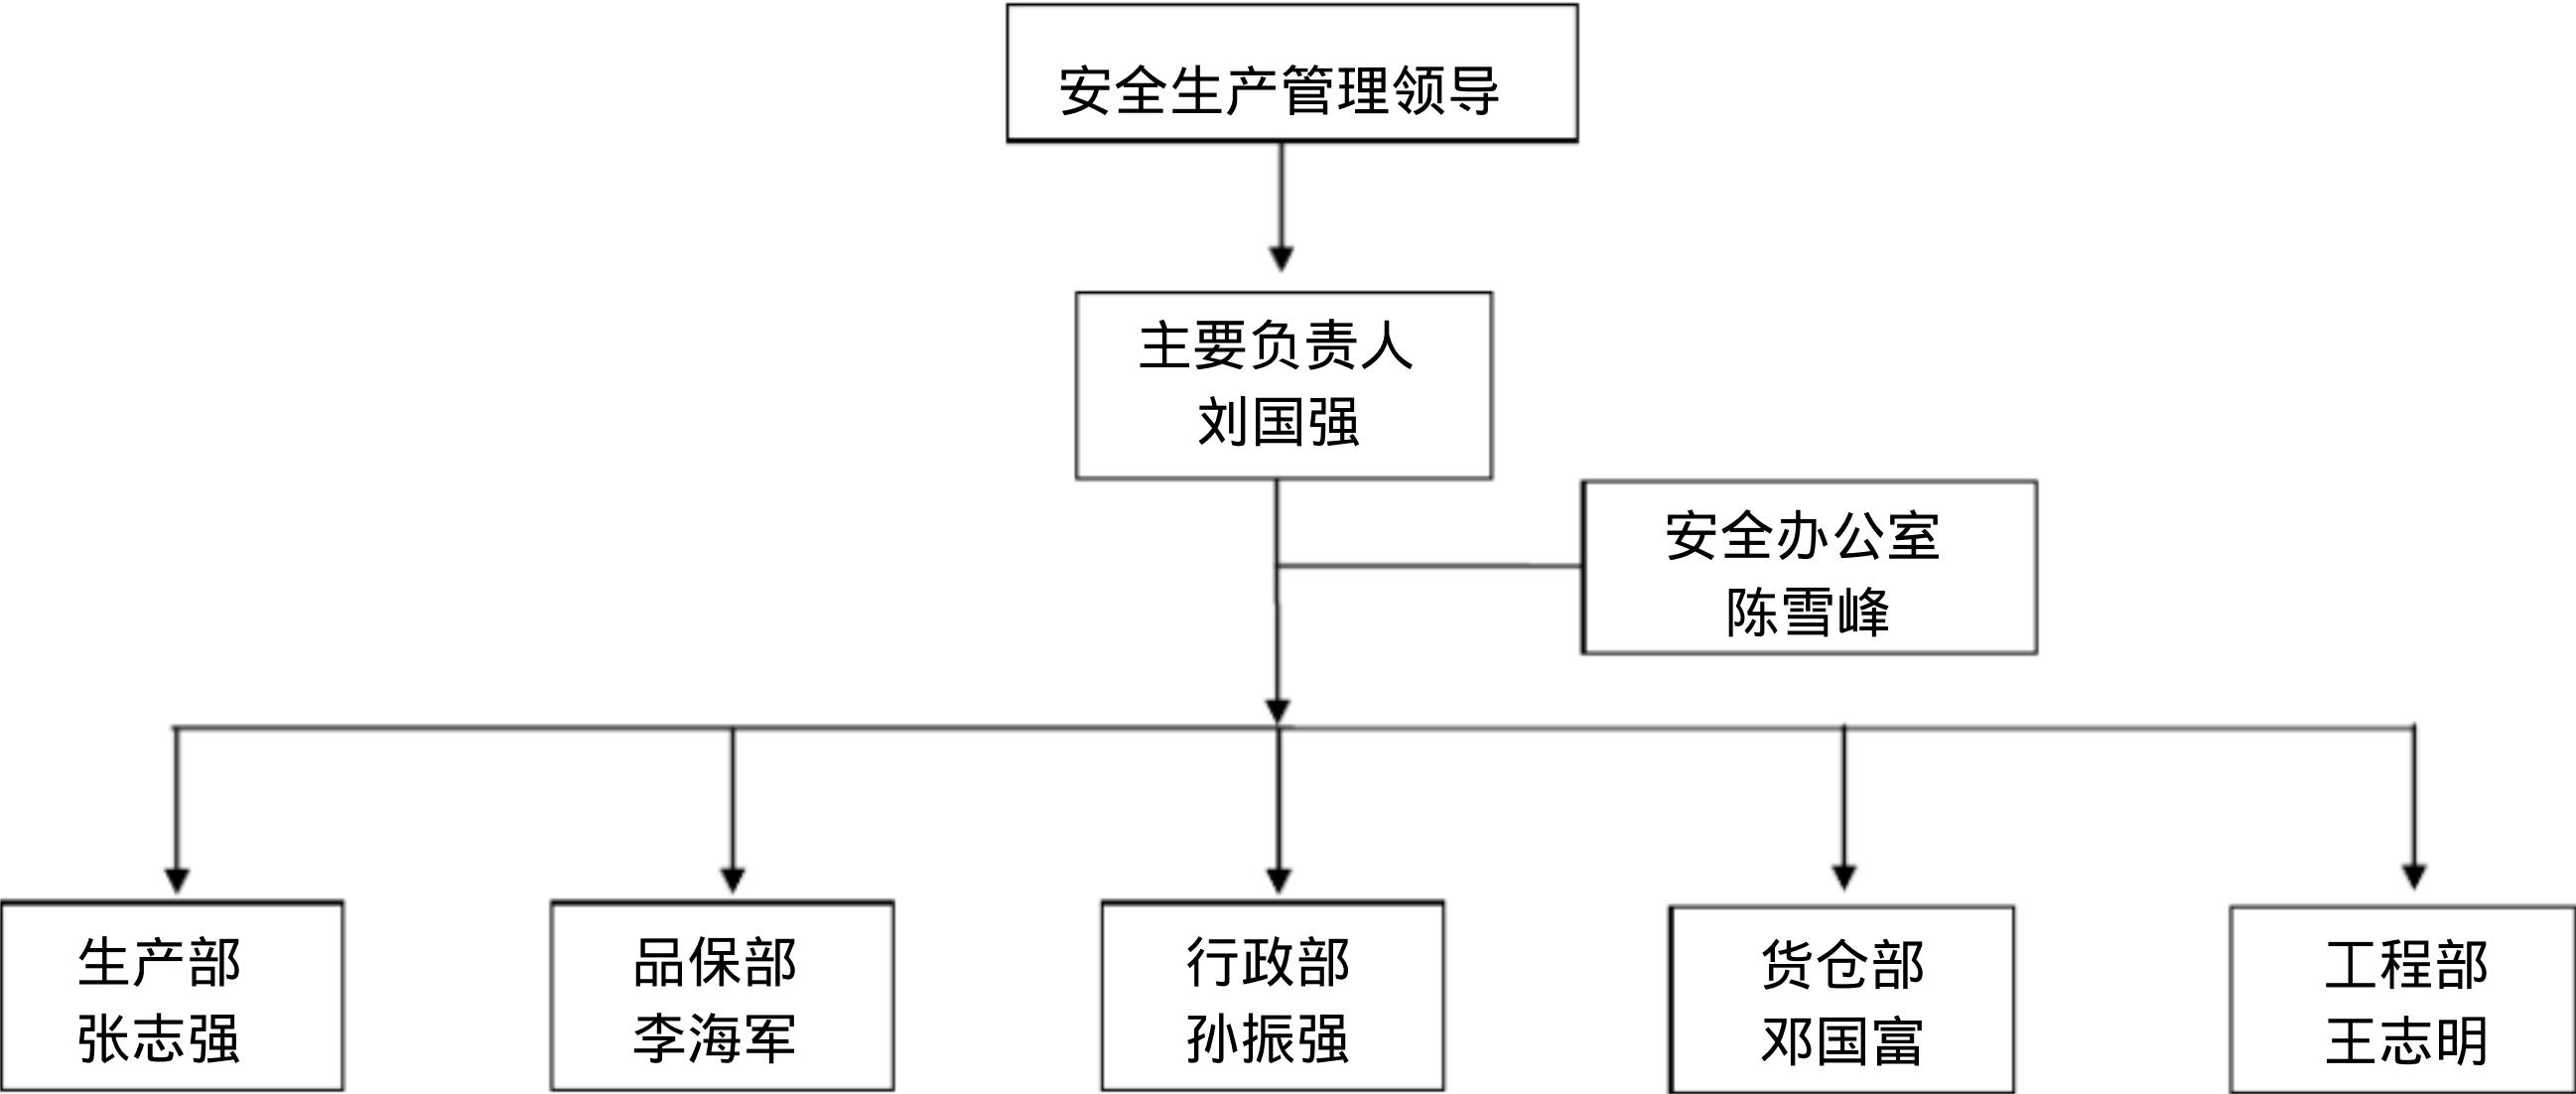 安全生产管理领导
主要负责人
刘国强
安全办公室
陈雪峰
生产部
张志强
品保部
李海军
行政部
孙振强
货仓部
邓国富
工程部
王志明